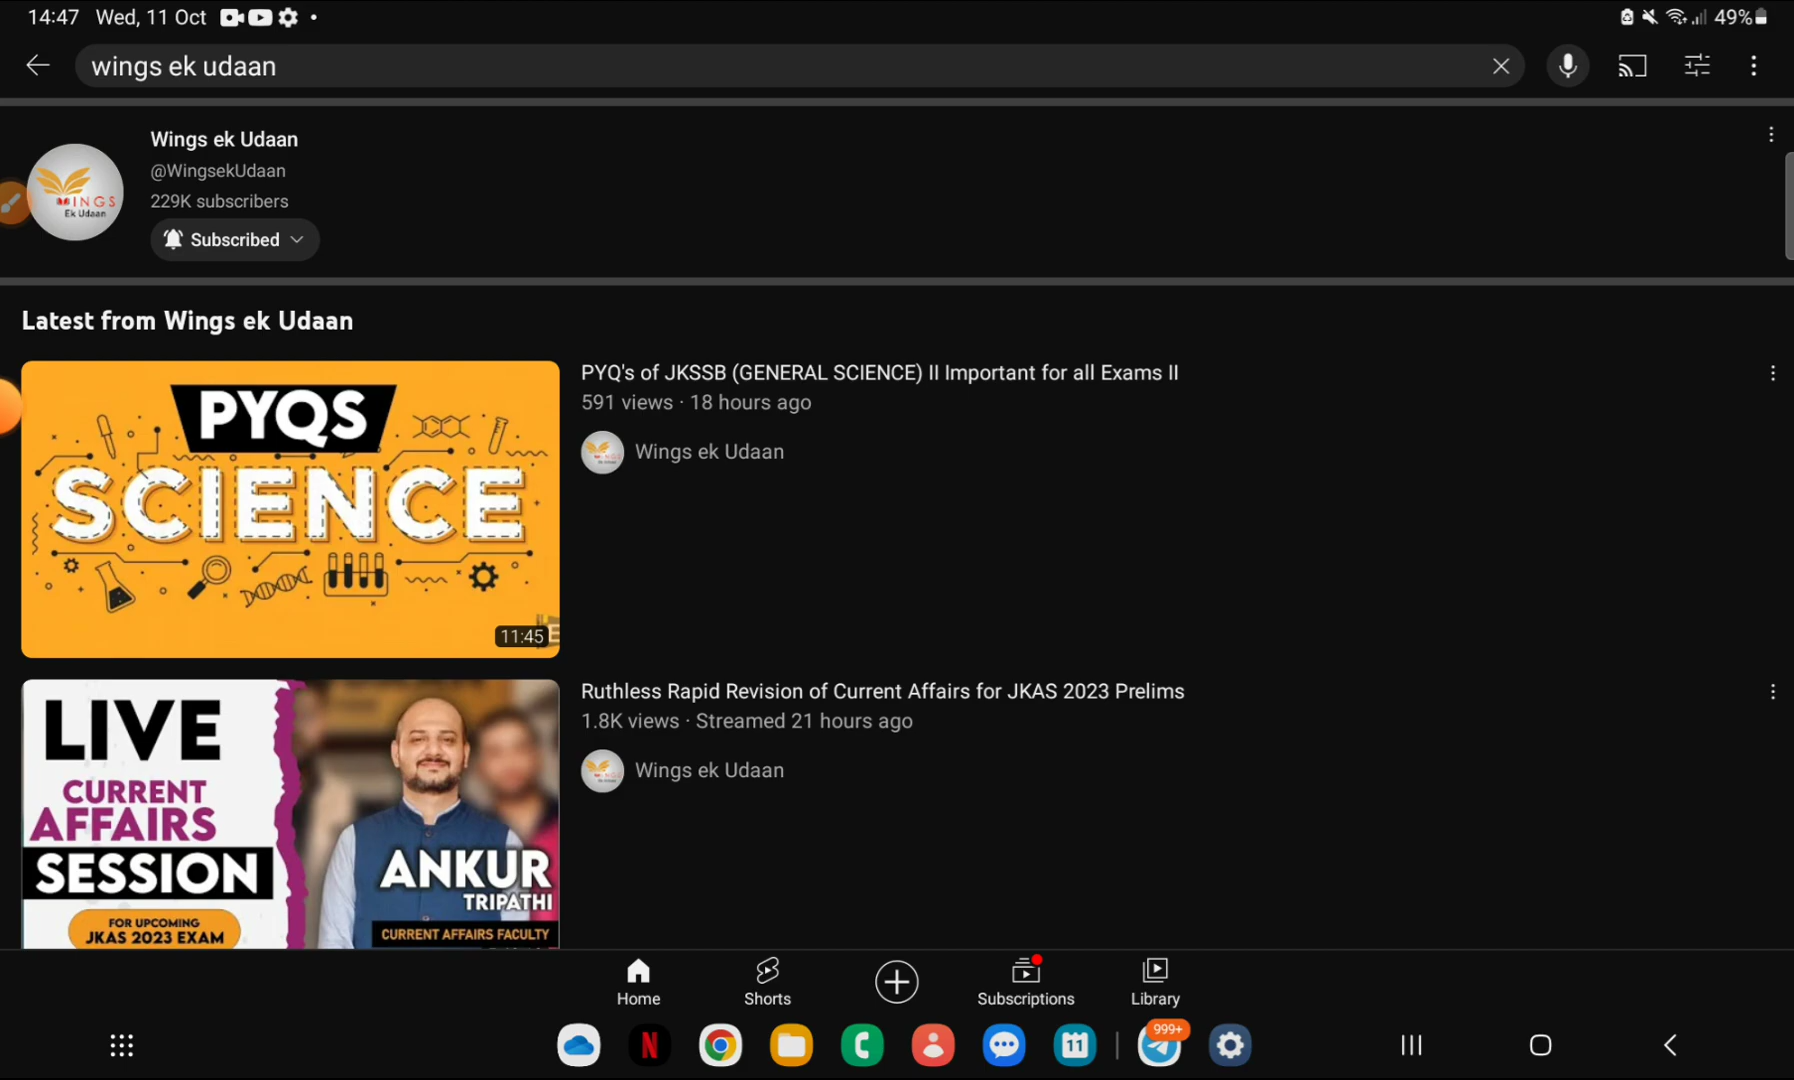 14:47 Wed, 11 Oct
49%
wings ek udaan
Wings ek Udaan
@WingsekUdaan
229K subscribers
Subscribed
WINGS
Ek Udaan
Latest from Wings ek Udaan
PYQS
SCIENCE
11:45
PYQ's of JKSSB (GENERAL SCIENCE) II Important for all Exams II
591 views · 18 hours ago
Wings ek Udaan
LIVE
CURRENT
AFFAIRS
SESSION
FOR UPCOMING
JKAS 2023 EXAM
ANKUR
TRIPATHI
CURRENT AFFAIRS FACULTY
Ruthless Rapid Revision of Current Affairs for JKAS 2023 Prelims
1.8K views · Streamed 21 hours ago
Wings ek Udaan
Home
Shorts
Subscriptions
Library
N
11
999+